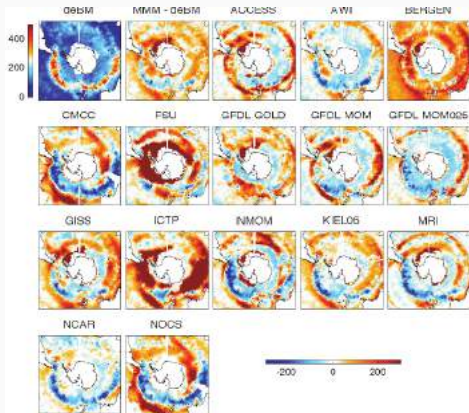 deBM MMM - deBM ACCESS AWI BERGEN
400
200
0
CMCC FSU GFDL GOLD GFDL MOM GFDL MOM025
GISS ICTP INMOM KIEL05 MRI
NCAR NOCS
-200 0 200